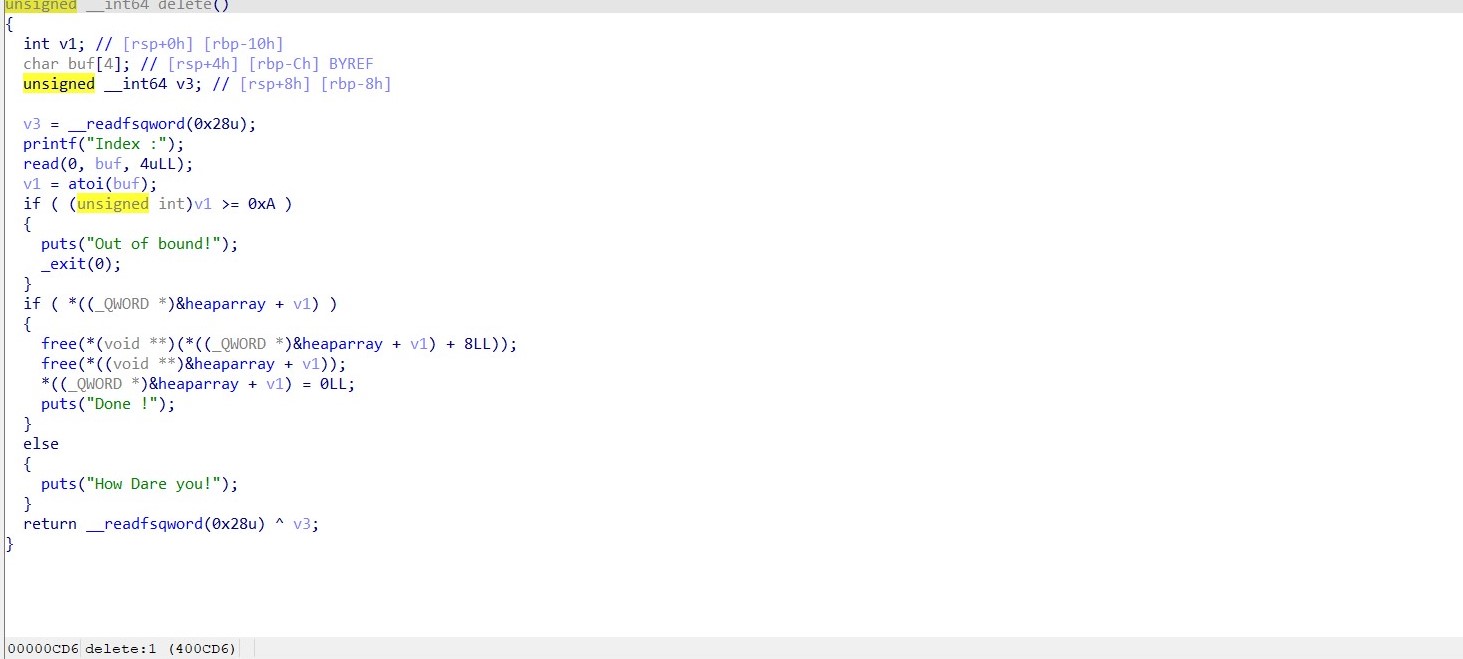 unsigned __int64 delete()
{
int v1; // [rsp+0h] [rbp-10h]
char buf[4]; // [rsp+4h] [rbp-Ch] BYREF
unsigned __int64 v3; // [rsp+8h] [rbp-8h]
v3 = __readfsqword(0x28u);
printf("Index :");
read(0, buf, 4uLL);
v1 = atoi(buf);
if ( (unsigned int)v1 >= 0xA )
{
puts("Out of bound!");
_exit(0);
}
if ( *((_QWORD *)&heaparray + v1) )
{
free(*(void **)(*((_QWORD *)&heaparray + v1) + 8LL));
free(*((void **)&heaparray + v1));
*((_QWORD *)&heaparray + v1) = 0LL;
puts("Done !");
}
else
{
puts("How Dare you!");
}
return __readfsqword(0x28u) ^ v3;
}
00000CD6 delete:1 (400CD6)